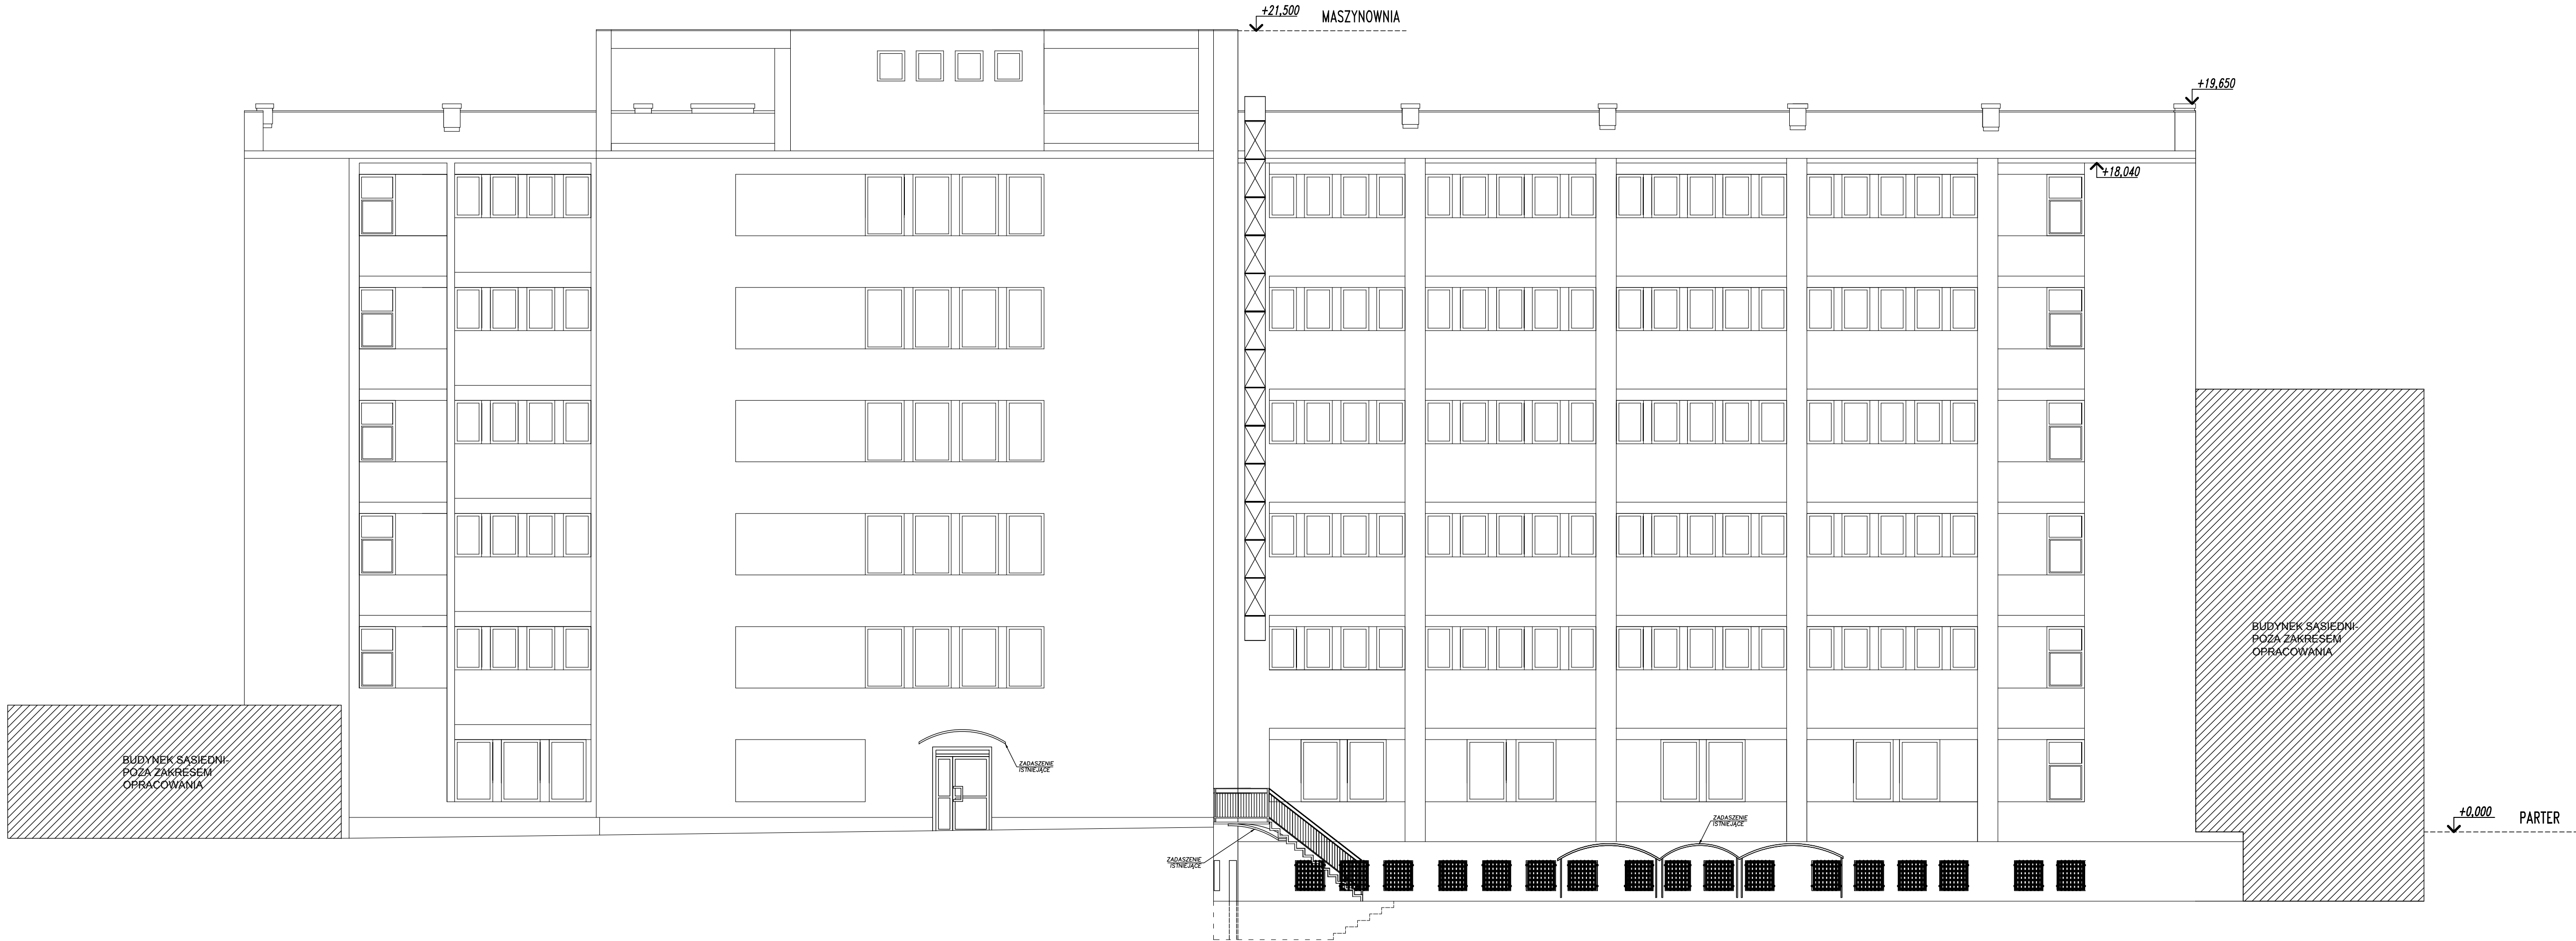 +21,500 MASZYNOWNIA
+19,650
+18,040
BUDYNEK SĄSIEDNI-
POZA ZAKRESEM
OPRACOWANIA
BUDYNEK SĄSIEDNI-
POZA ZAKRESEM
OPRACOWANIA
ZADASZENIE
ISTNIEJĄCE
+0,000 PARTER
ZADASZENIE
ISTNIEJĄCE
ZADASZENIE
ISTNIEJĄCE